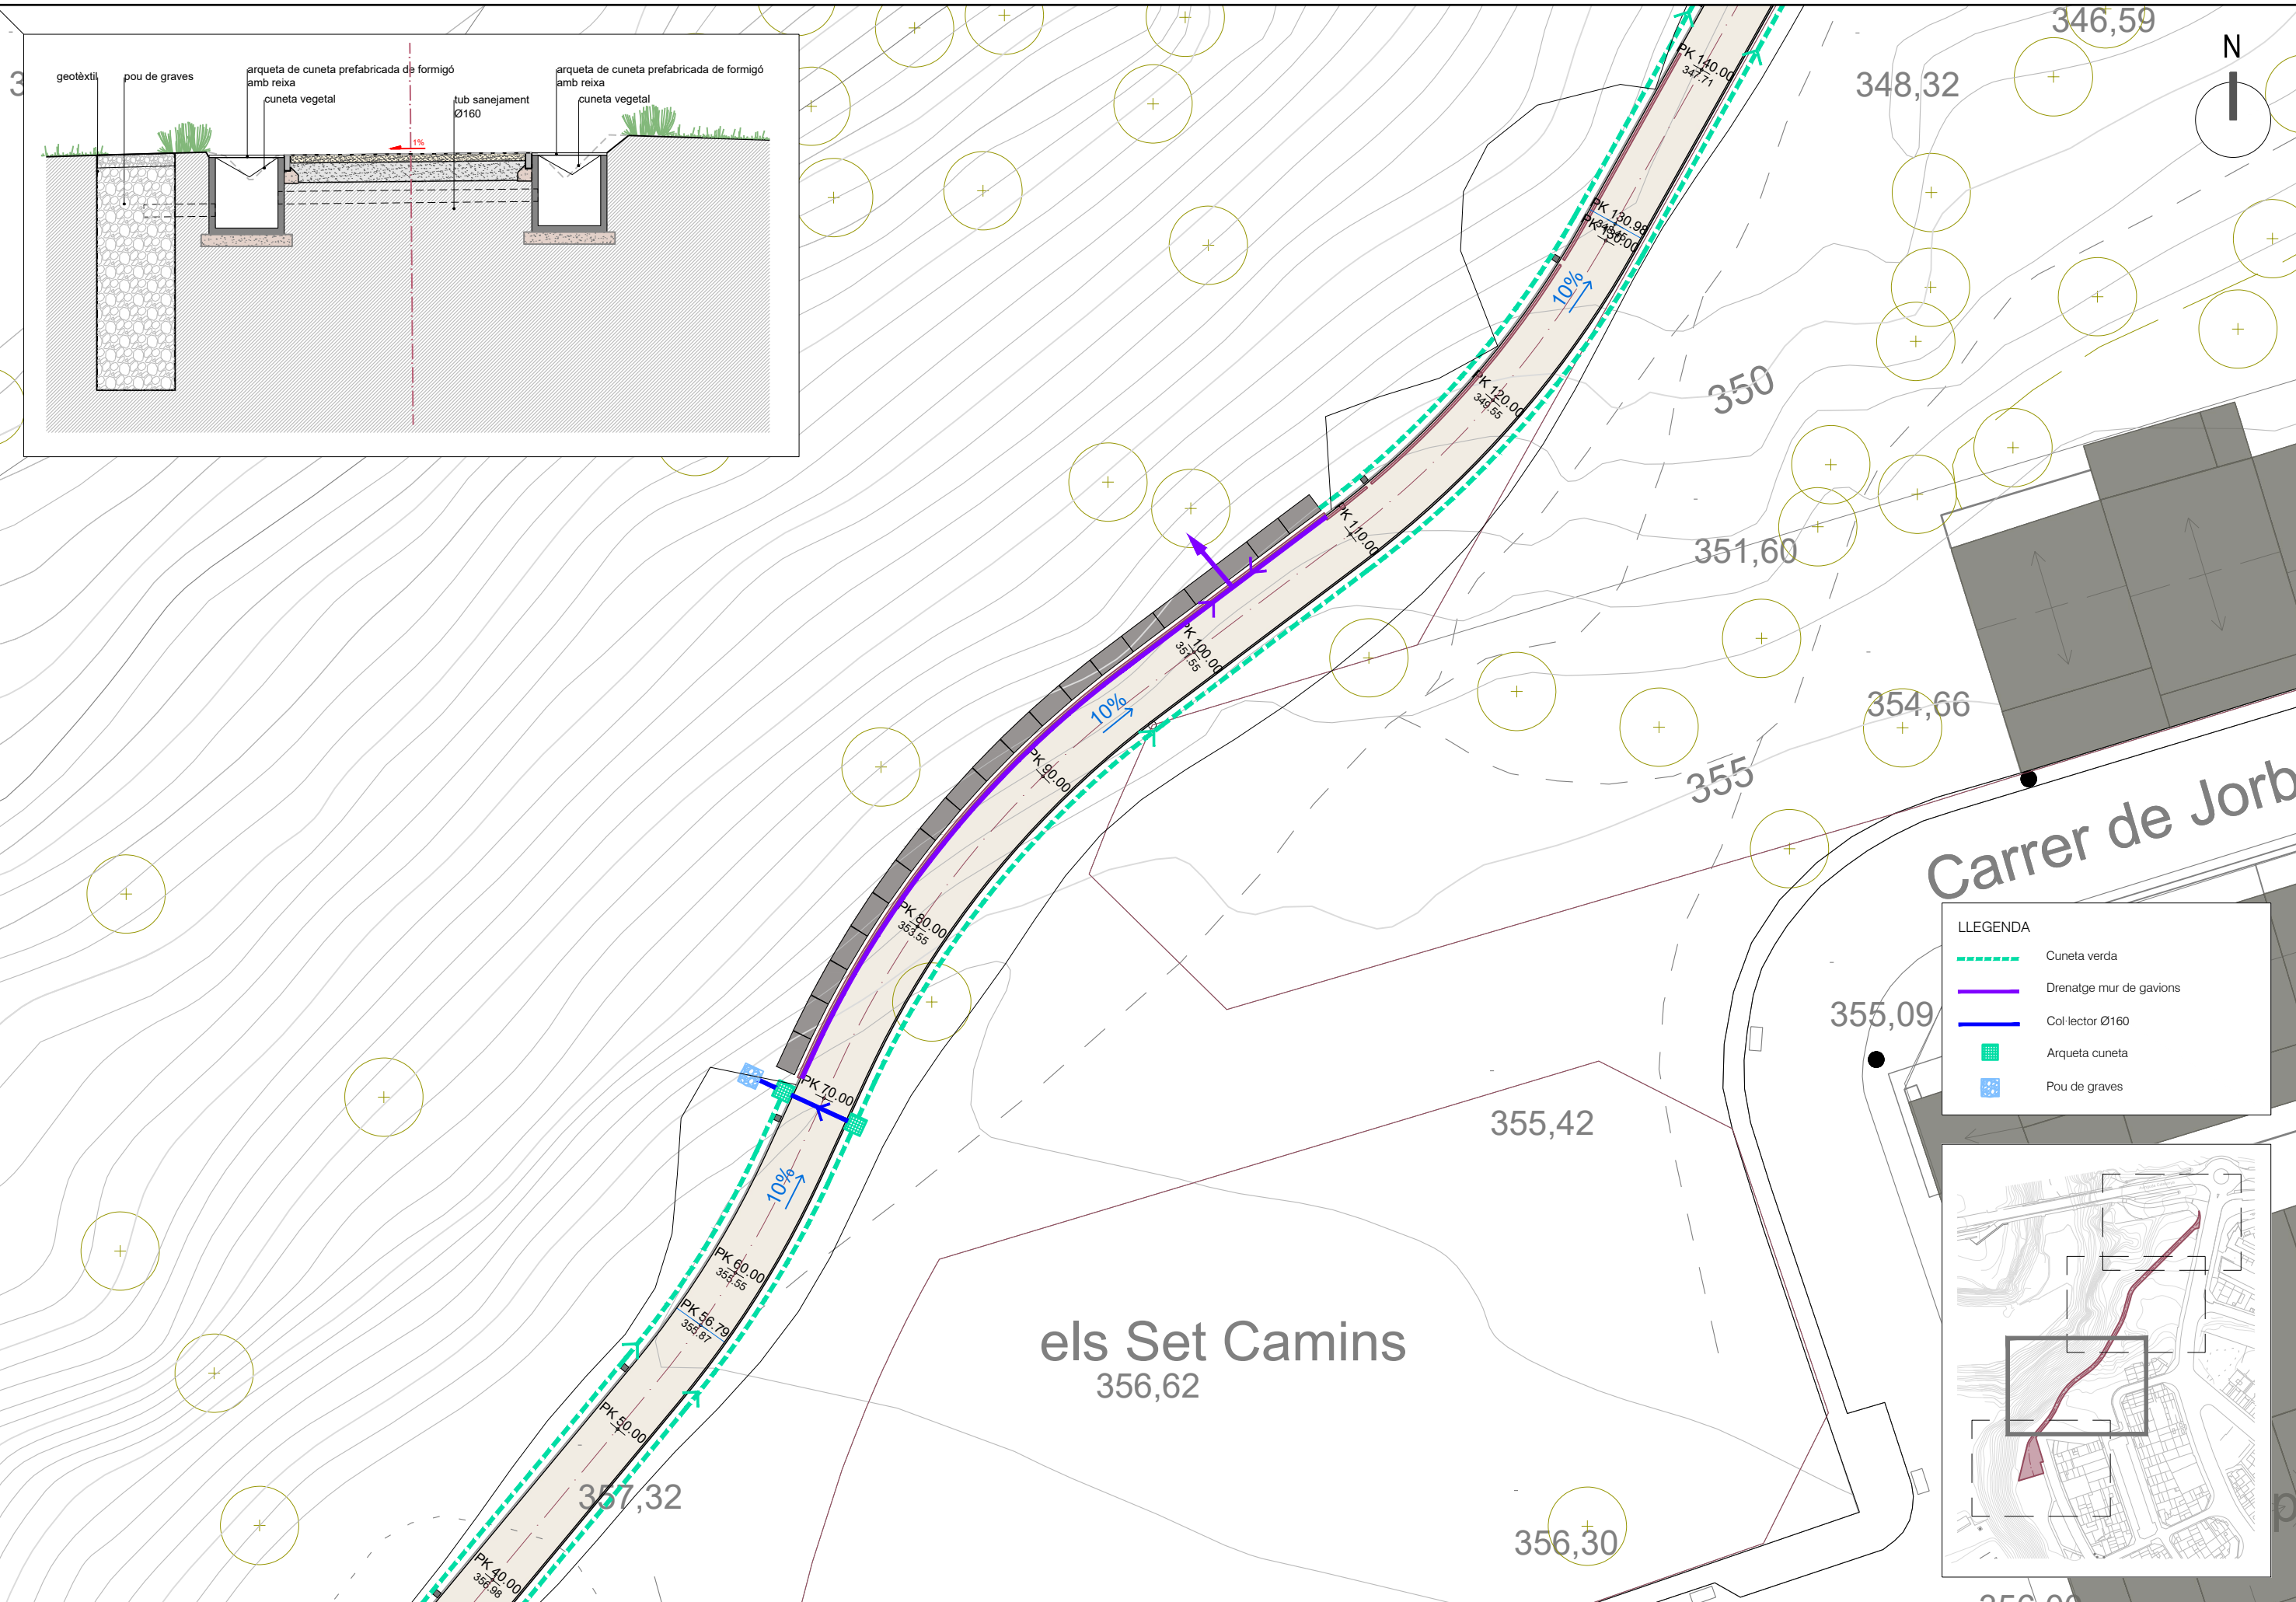 geotèxtil
pou de graves
arqueta de cuneta prefabricada de formigó
amb reixa
cuneta vegetal
tub sanejament
Ø160
arqueta de cuneta prefabricada de formigó
amb reixa
cuneta vegetal
1%
346,59
348,32
N
PK 140.00
347.71
PK 130.98
PK 130.00
10%
PK 120.00
349.55
350
PK 110.00
351,60
PK 100.00
351.55
10%
354,66
PK 90.00
355
Carrer de Jorb
PK 80.00
353.55
355,09
LLEGENDA
Cuneta verda
Drenatge mur de gavions
Col·lector Ø160
Arqueta cuneta
Pou de graves
PK 70.00
355,42
10%
PK 60.00
355.55
PK 56.79
355.87
els Set Camins
356,62
PK 50.00
357,32
356,30
PK 40.00
356.98
p